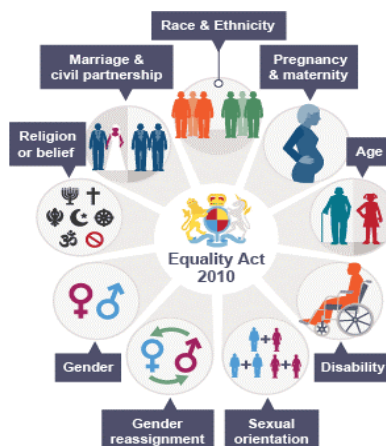 Race & Ethnicity
Marriage &
civil partnership
Pregnancy
& maternity
Religion
or belief
Age
Equality Act
2010
Gender
Disability
Gender
reassignment
Sexual
orientation